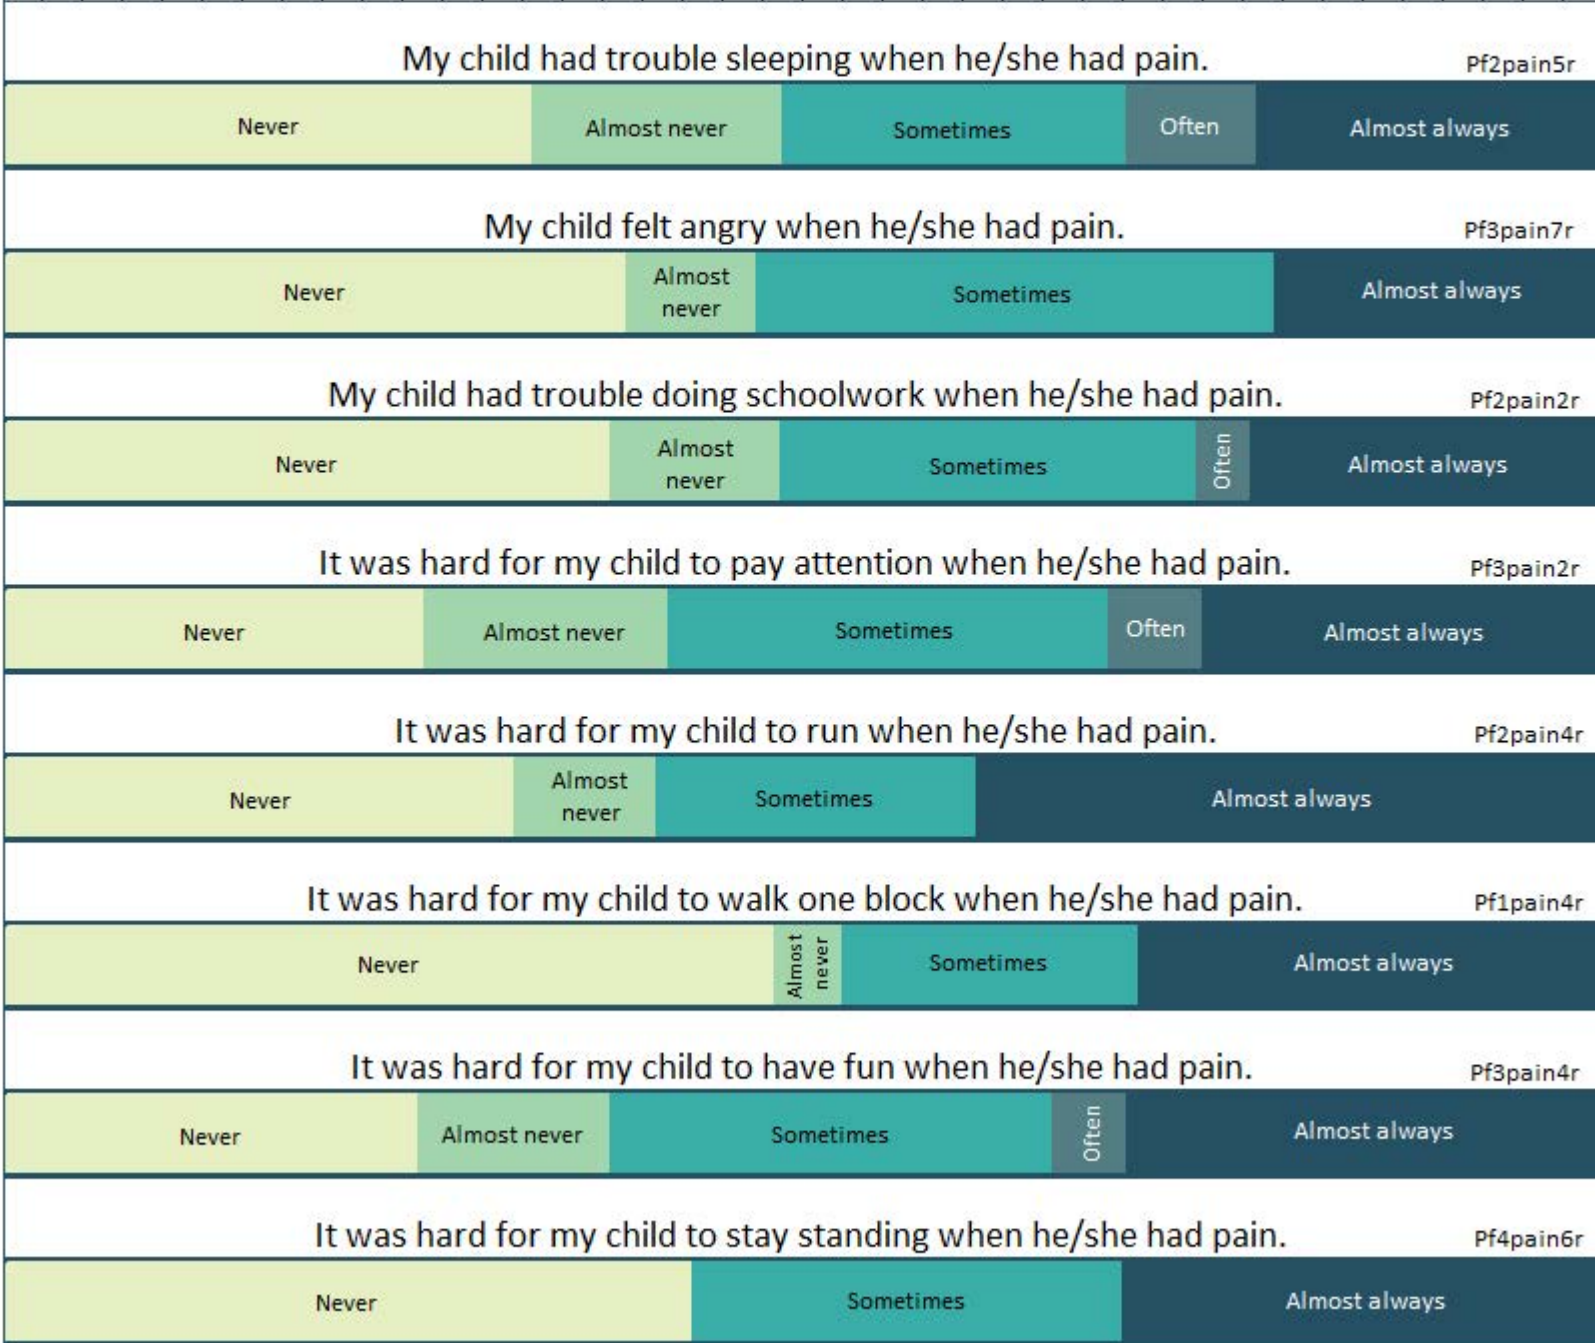 My child had trouble sleeping when he/she had pain. Pf2pain5r
Never Almost never Sometimes Often Almost always
My child felt angry when he/she had pain. Pf3pain7r
Never Almost never Sometimes Almost always
My child had trouble doing schoolwork when he/she had pain. Pf2pain2r
Never Almost never Sometimes Often Almost always
It was hard for my child to pay attention when he/she had pain. Pf3pain2r
Never Almost never Sometimes Often Almost always
It was hard for my child to run when he/she had pain. Pf2pain4r
Never Almost never Sometimes Almost always
It was hard for my child to walk one block when he/she had pain. Pf1pain4r
Never Almost never Sometimes Almost always
It was hard for my child to have fun when he/she had pain. Pf3pain4r
Never Almost never Sometimes Often Almost always
It was hard for my child to stay standing when he/she had pain. Pf4pain6r
Never Sometimes Almost always